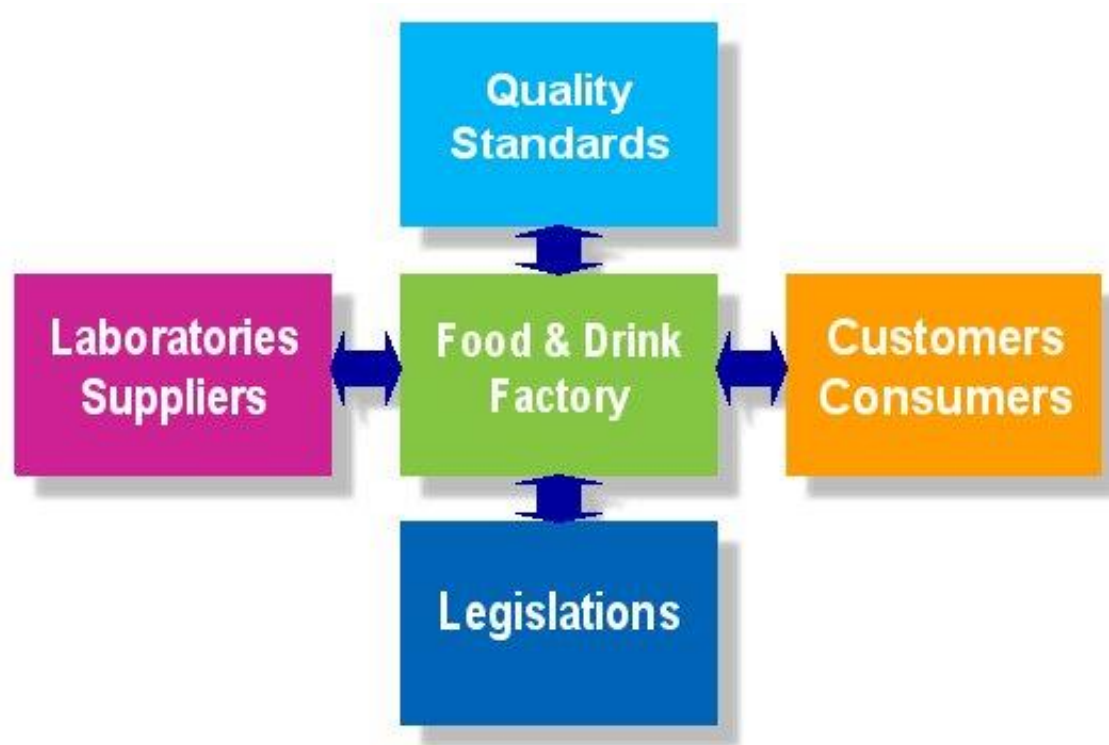 Quality
Standards
Laboratories
Suppliers
Food & Drink
Factory
Customers
Consumers
Legislations